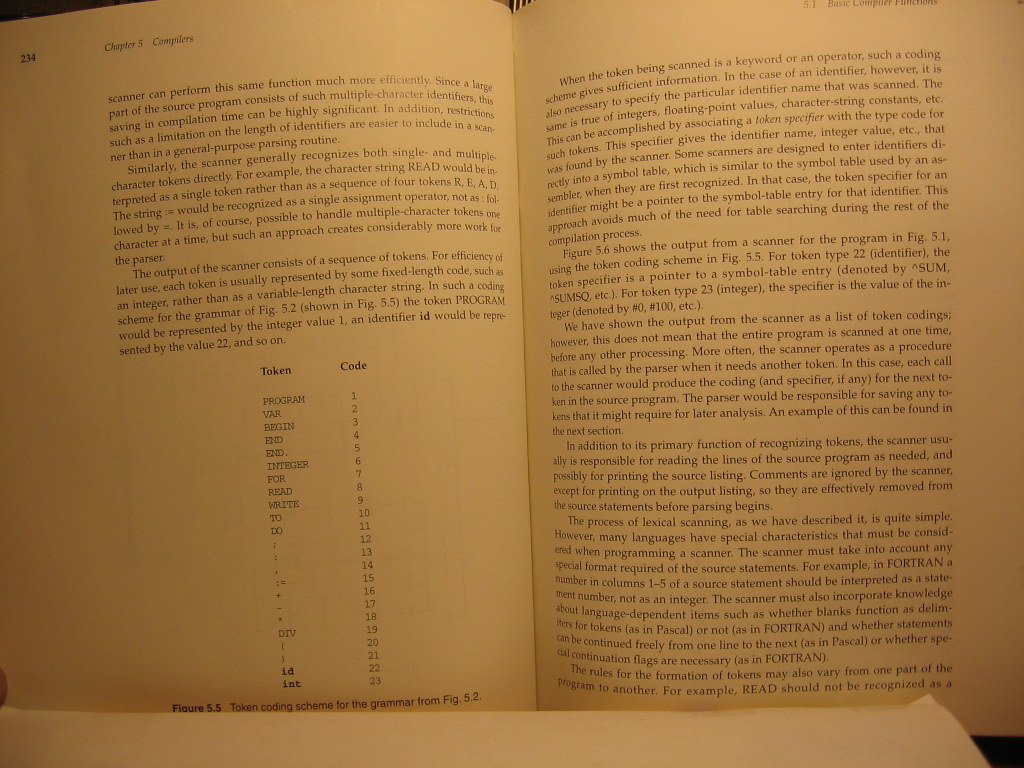 234
Chapter 5 Compilers
scanner can perform this same function much more efficiently. Since a large
part of the source program consists of such multiple-character identifiers, this
saving in compilation time can be highly significant. In addition, restrictions
such as a limitation on the length of identifiers are easier to include in a scan-
ner than in a general-purpose parsing routine.
Similarly, the scanner generally recognizes both single- and multiple-
character tokens directly. For example, the character string READ would be in-
terpreted as a single token rather than as a sequence of four tokens R, E, A, D.
The string := would be recognized as a single assignment operator, not as : fol-
lowed by =. It is, of course, possible to handle multiple-character tokens one
character at a time, but such an approach creates considerably more work for
the parser.
The output of the scanner consists of a sequence of tokens. For efficiency of
later use, each token is usually represented by some fixed-length code, such as
an integer, rather than as a variable-length character string. In such a coding
scheme for the grammar of Fig. 5.2 (shown in Fig. 5.5) the token PROGRAM
would be represented by the integer value 1, an identifier id would be repre-
sented by the value 22, and so on.
Token Code
PROGRAM 1
VAR 2
BEGIN 3
END 4
END. 5
INTEGER 6
FOR 7
READ 8
WRITE 9
TO 10
DO 11
; 12
: 13
, 14
:= 15
+ 16
- 17
* 18
DIV 19
( 20
) 21
id 22
int 23
Figure 5.5 Token coding scheme for the grammar from Fig. 5.2.
5.1 Basic Compiler Functions
When the token being scanned is a keyword or an operator, such a coding
scheme gives sufficient information. In the case of an identifier, however, it is
also necessary to specify the particular identifier name that was scanned. The
same is true of integers, floating-point values, character-string constants, etc.
This can be accomplished by associating a token specifier with the type code for
such tokens. This specifier gives the identifier name, integer value, etc., that
was found by the scanner. Some scanners are designed to enter identifiers di-
rectly into a symbol table, which is similar to the symbol table used by an as-
sembler, when they are first recognized. In that case, the token specifier for an
identifier might be a pointer to the symbol-table entry for that identifier. This
approach avoids much of the need for table searching during the rest of the
compilation process.
Figure 5.6 shows the output from a scanner for the program in Fig. 5.1,
using the token coding scheme in Fig. 5.5. For token type 22 (identifier), the
token specifier is a pointer to a symbol-table entry (denoted by ^SUM,
^SUMSQ, etc.). For token type 23 (integer), the specifier is the value of the in-
teger (denoted by #0, #100, etc.).
We have shown the output from the scanner as a list of token codings;
however, this does not mean that the entire program is scanned at one time,
before any other processing. More often, the scanner operates as a procedure
that is called by the parser when it needs another token. In this case, each call
to the scanner would produce the coding (and specifier, if any) for the next to-
ken in the source program. The parser would be responsible for saving any to-
kens that it might require for later analysis. An example of this can be found in
the next section.
In addition to its primary function of recognizing tokens, the scanner usu-
ally is responsible for reading the lines of the source program as needed, and
possibly for printing the source listing. Comments are ignored by the scanner,
except for printing on the output listing, so they are effectively removed from
the source statements before parsing begins.
The process of lexical scanning, as we have described it, is quite simple.
However, many languages have special characteristics that must be consid-
ered when programming a scanner. The scanner must take into account any
special format required of the source statements. For example, in FORTRAN a
number in columns 1–5 of a source statement should be interpreted as a state-
ment number, not as an integer. The scanner must also incorporate knowledge
about language-dependent items such as whether blanks function as delim-
iters for tokens (as in Pascal) or not (as in FORTRAN) and whether statements
can be continued freely from one line to the next (as in Pascal) or whether spe-
cial continuation flags are necessary (as in FORTRAN).
The rules for the formation of tokens may also vary from one part of the
program to another. For example, READ should not be recognized as a